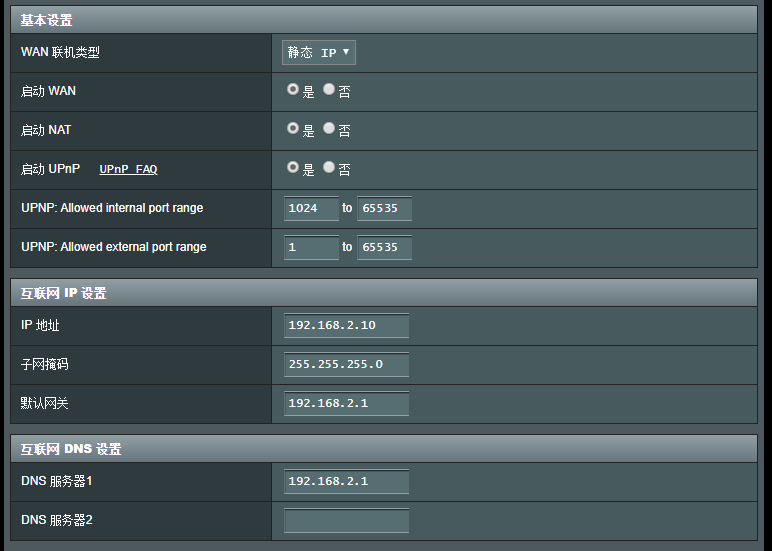 基本设置
WAN 联机类型 静态 IP
启动 WAN 是 否
启动 NAT 是 否
启动 UPnP UPnP FAQ 是 否
UPNP: Allowed internal port range 1024 to 65535
UPNP: Allowed external port range 1 to 65535
互联网 IP 设置
IP 地址 192.168.2.10
子网掩码 255.255.255.0
默认网关 192.168.2.1
互联网 DNS 设置
DNS 服务器1 192.168.2.1
DNS 服务器2